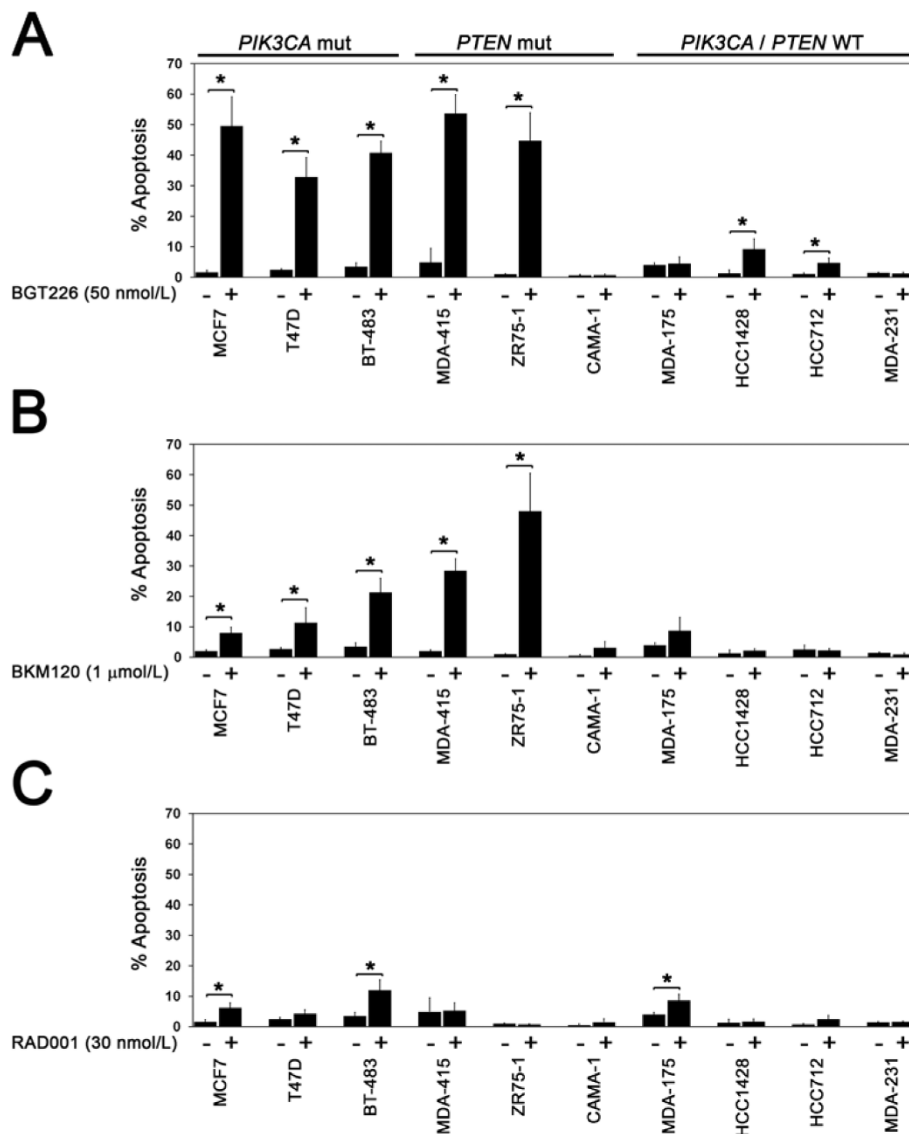 A
PIK3CA mut PTEN mut PIK3CA / PTEN WT
70
60
50
40
30
20
10
0
% Apoptosis
* * * * * * *
BGT226 (50 nmol/L) - + - + - + - + - + - + - + - + - + - +
MCF7 T47D BT-483 MDA-415 ZR75-1 CAMA-1 MDA-175 HCC1428 HCC712 MDA-231
B
70
60
50
40
30
20
10
0
% Apoptosis
* * * * *
BKM120 (1 μmol/L) - + - + - + - + - + - + - + - + - + - +
MCF7 T47D BT-483 MDA-415 ZR75-1 CAMA-1 MDA-175 HCC1428 HCC712 MDA-231
C
70
60
50
40
30
20
10
0
% Apoptosis
* * *
RAD001 (30 nmol/L) - + - + - + - + - + - + - + - + - + - +
MCF7 T47D BT-483 MDA-415 ZR75-1 CAMA-1 MDA-175 HCC1428 HCC712 MDA-231